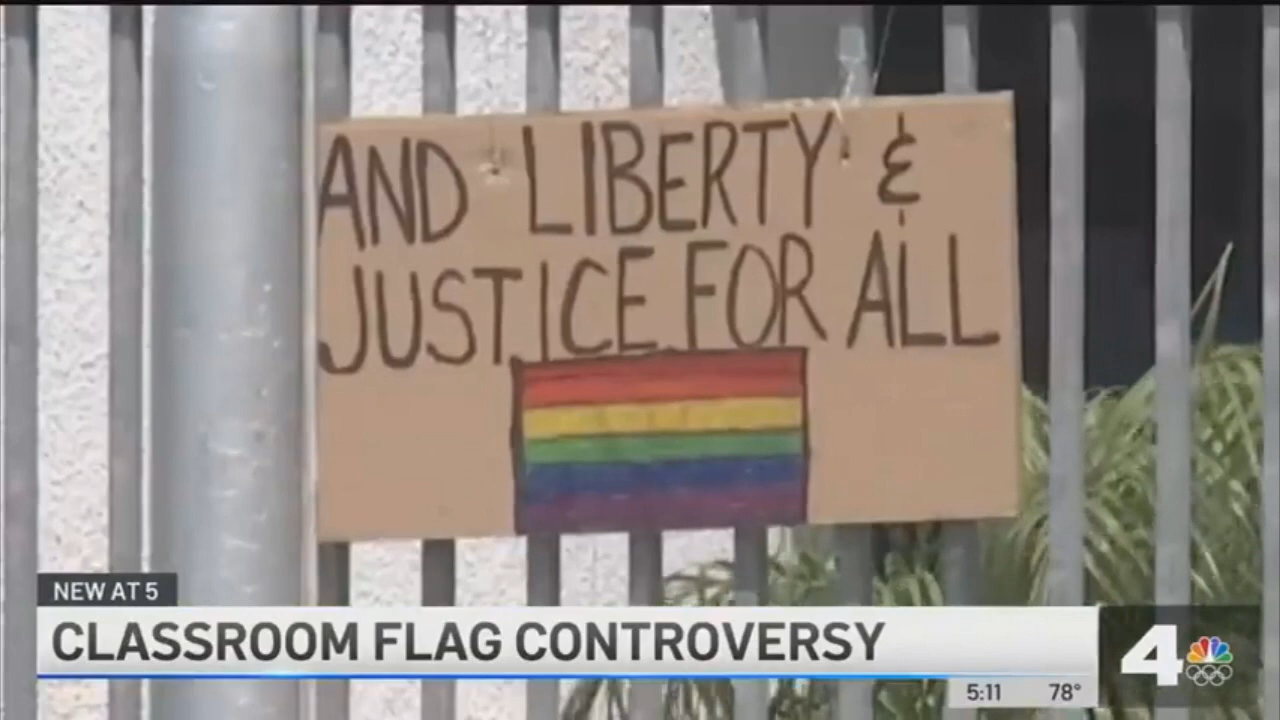 AND LIBERTY &
JUSTICE FOR ALL
NEW AT 5
CLASSROOM FLAG CONTROVERSY
4
5:11 78°